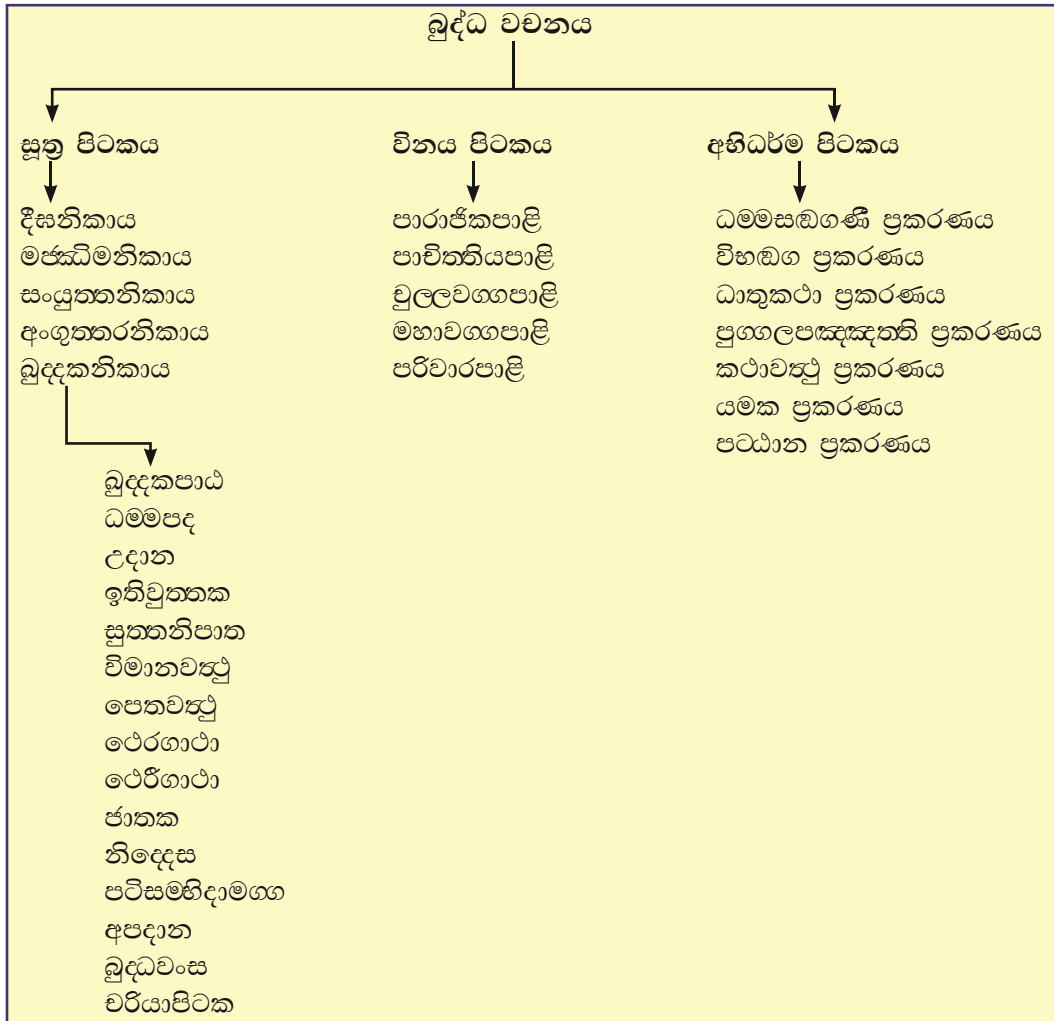 බුද්ධ වචනය
සූත්‍ර පිටකය
දීඝනිකාය
මජ්ඣිමනිකාය
සංයුත්තනිකාය
අංගුත්තරනිකාය
ඛුද්දකනිකාය
ඛුද්දකපාඨ
ධම්මපද
උදාන
ඉතිවුත්තක
සුත්තනිපාත
විමානවත්ථු
පෙතවත්ථු
ථෙරගාථා
ථෙරීගාථා
ජාතක
නිද්දෙස
පටිසම්භිදාමග්ග
අපදාන
බුද්ධවංස
චරියාපිටක
විනය පිටකය
පාරාජිකපාළි
පාචිත්තියපාළි
චුල්ලවග්ගපාළි
මහාවග්ගපාළි
පරිවාරපාළි
අභිධර්ම පිටකය
ධම්මසඞ්ගණී ප්‍රකරණය
විභඞ්ග ප්‍රකරණය
ධාතුකථා ප්‍රකරණය
පුග්ගලපඤ්ඤත්ති ප්‍රකරණය
කථාවත්ථු ප්‍රකරණය
යමක ප්‍රකරණය
පට්ඨාන ප්‍රකරණය